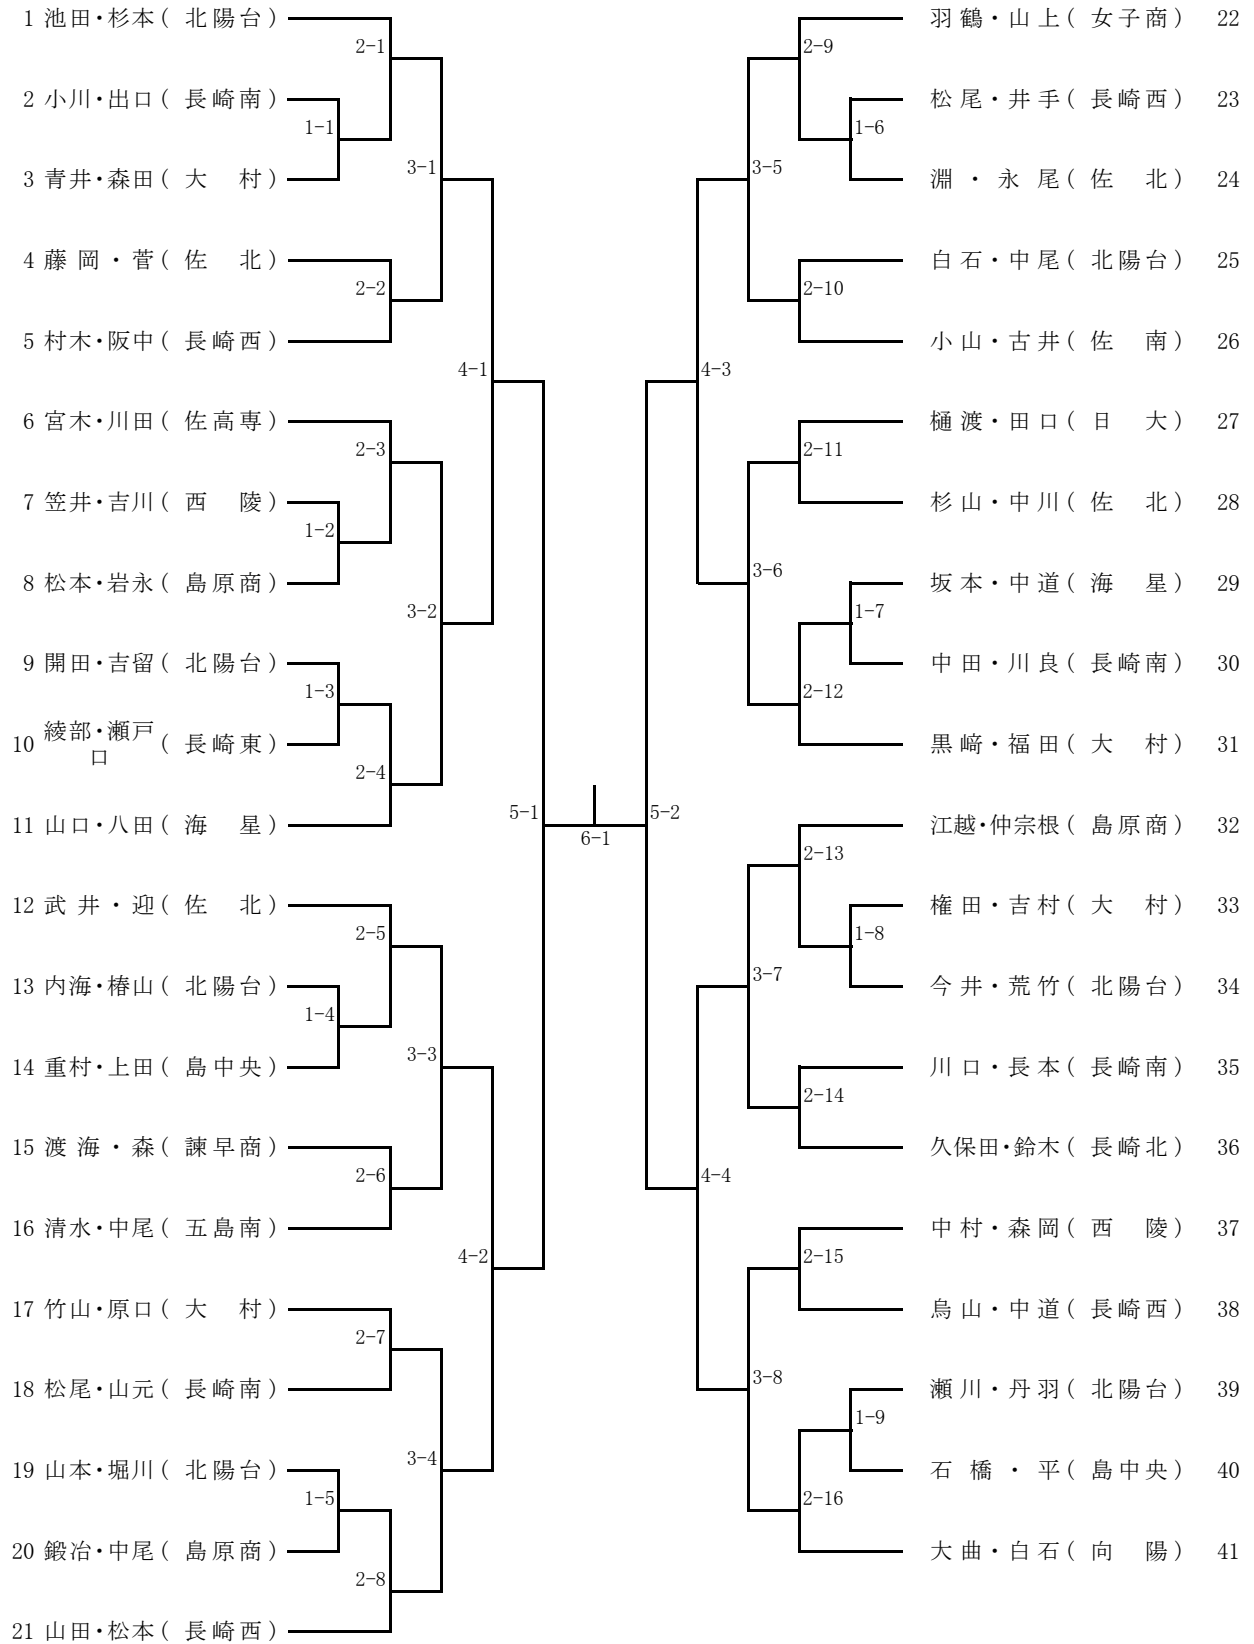 1 池田・杉本( 北陽台 )
2-1
2 小川・出口( 長崎南 )
1-1
3 青井・森田( 大　村 )
3-1
4 藤岡・菅( 佐　北 )
2-2
5 村木・阪中( 長崎西 )
4-1
6 宮木・川田( 佐高専 )
2-3
7 笠井・吉川( 西　陵 )
1-2
8 松本・岩永( 島原商 )
3-2
9 開田・吉留( 北陽台 )
1-3
10 綾部・瀬戸口( 長崎東 )
2-4
11 山口・八田( 海　星 )
5-1
12 武井・迎( 佐　北 )
2-5
13 内海・椿山( 北陽台 )
1-4
14 重村・上田( 島中央 )
3-3
15 渡海・森( 諫早商 )
2-6
16 清水・中尾( 五島南 )
4-2
17 竹山・原口( 大　村 )
2-7
18 松尾・山元( 長崎南 )
3-4
19 山本・堀川( 北陽台 )
1-5
20 鍛冶・中尾( 島原商 )
2-8
21 山田・松本( 長崎西 )
6-1
羽鶴・山上( 女子商 ) 22
2-9
松尾・井手( 長崎西 ) 23
1-6
淵・永尾( 佐　北 ) 24
3-5
白石・中尾( 北陽台 ) 25
2-10
小山・古井( 佐　南 ) 26
4-3
樋渡・田口( 日　大 ) 27
2-11
杉山・中川( 佐　北 ) 28
3-6
坂本・中道( 海　星 ) 29
1-7
中田・川良( 長崎南 ) 30
2-12
黒﨑・福田( 大　村 ) 31
5-2
江越・仲宗根( 島原商 ) 32
2-13
権田・吉村( 大　村 ) 33
1-8
今井・荒竹( 北陽台 ) 34
3-7
川口・長本( 長崎南 ) 35
2-14
久保田・鈴木( 長崎北 ) 36
4-4
中村・森岡( 西　陵 ) 37
2-15
烏山・中道( 長崎西 ) 38
3-8
瀬川・丹羽( 北陽台 ) 39
1-9
石橋・平( 島中央 ) 40
2-16
大曲・白石( 向　陽 ) 41